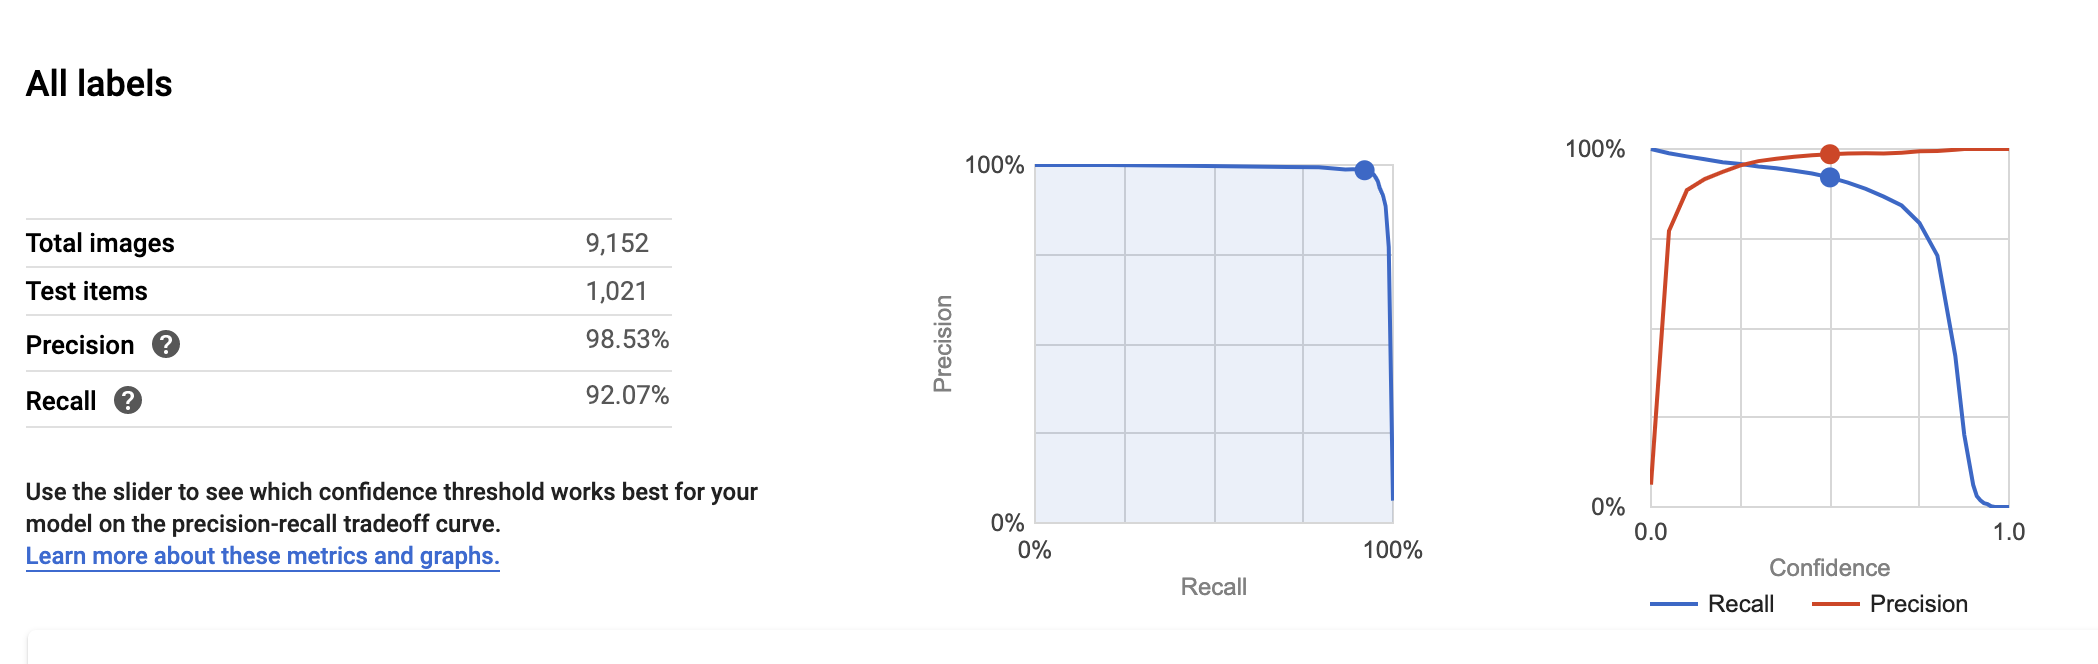 All labels
Total images 9,152
Test items 1,021
Precision ? 98.53%
Recall ? 92.07%
Use the slider to see which confidence threshold works best for your
model on the precision-recall tradeoff curve.
Learn more about these metrics and graphs.
100%
Precision
0%
0% 100%
Recall
100%
0%
0.0 1.0
Confidence
Recall Precision